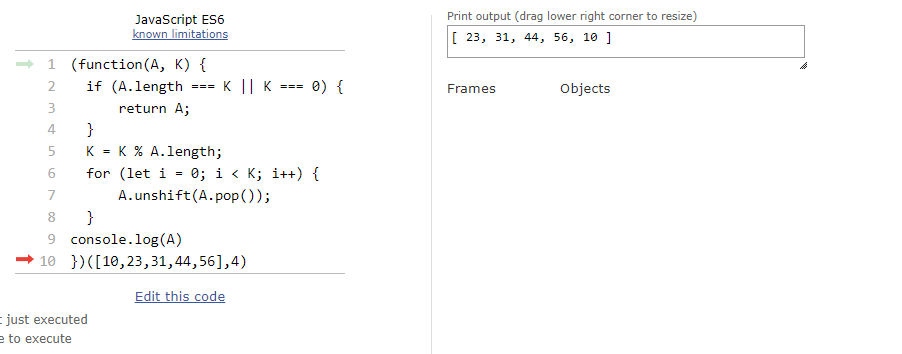 JavaScript ES6
known limitations
1 (function(A, K) {
2 if (A.length === K || K === 0) {
3 return A;
4 }
5 K = K % A.length;
6 for (let i = 0; i < K; i++) {
7 A.unshift(A.pop());
8 }
9 console.log(A)
10 })([10,23,31,44,56],4)
Edit this code
just executed
to execute
Print output (drag lower right corner to resize)
[ 23, 31, 44, 56, 10 ]
Frames Objects